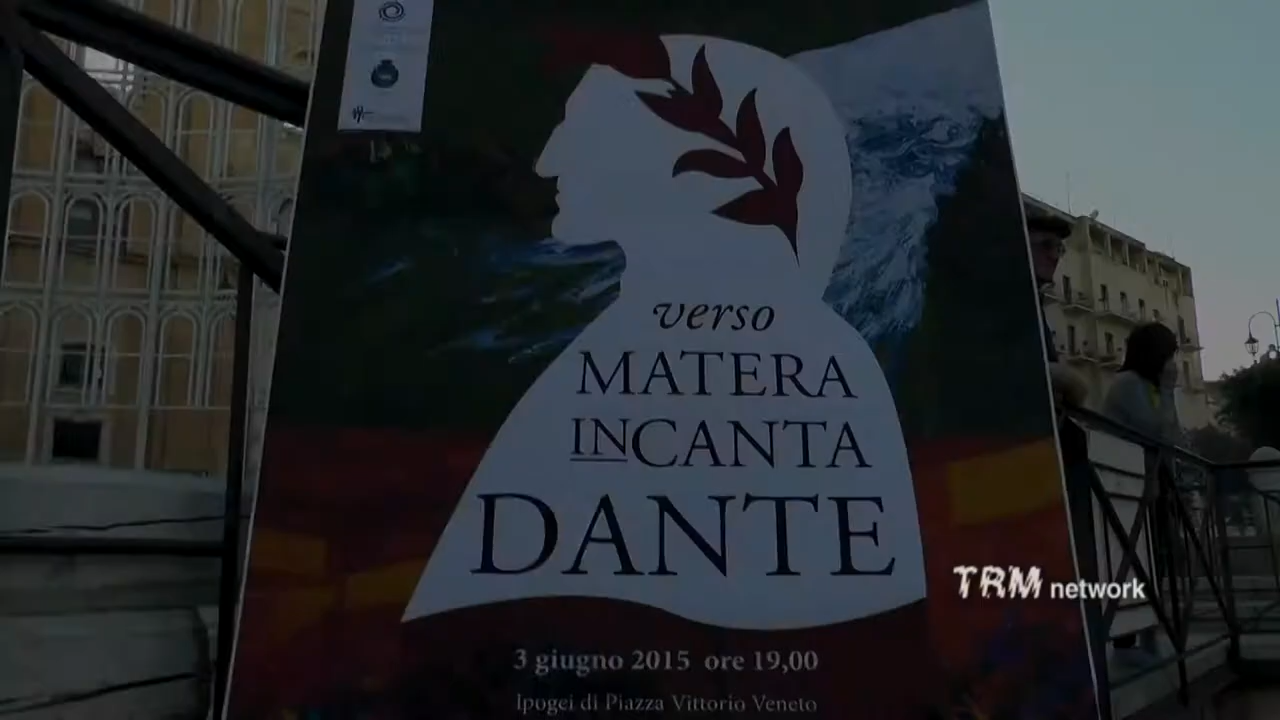 verso
MATERA
INCANTA
DANTE
TRM network
3 giugno 2015 ore 19,00
Ipogei di Piazza Vittorio Veneto